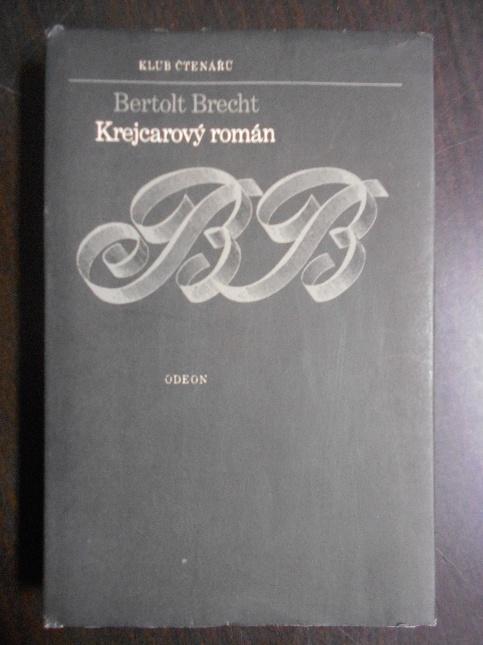 KLUB ČTENÁŘŮ
Bertolt Brecht
Krejcarový román
BB
ODEON